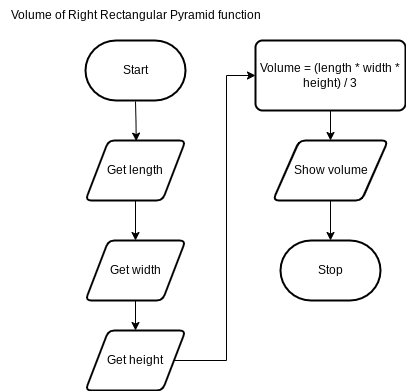 Volume of Right Rectangular Pyramid function
Start
Get length
Get width
Get height
Volume = (length * width *
height) / 3
Show volume
Stop